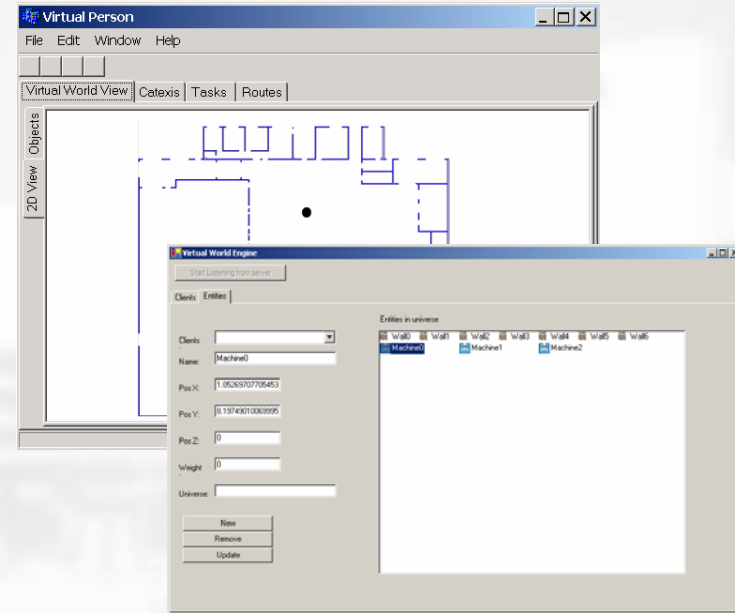 Virtual Person
File Edit Window Help
Virtual World View Catexis Tasks Routes
Objects
2D View
Virtual World Engine
Start Listening from server
Clients Entities
Entities in universe
Clients
Name: Machine0
Pos X: 1.05269707705453
Pos Y: 8.19749010069995
Pos Z: 0
Weight 0
Universe:
New
Remove
Update
Wall0 Wall1 Wall2 Wall3 Wall4 Wall5 Wall6
Machine0 Machine1 Machine2